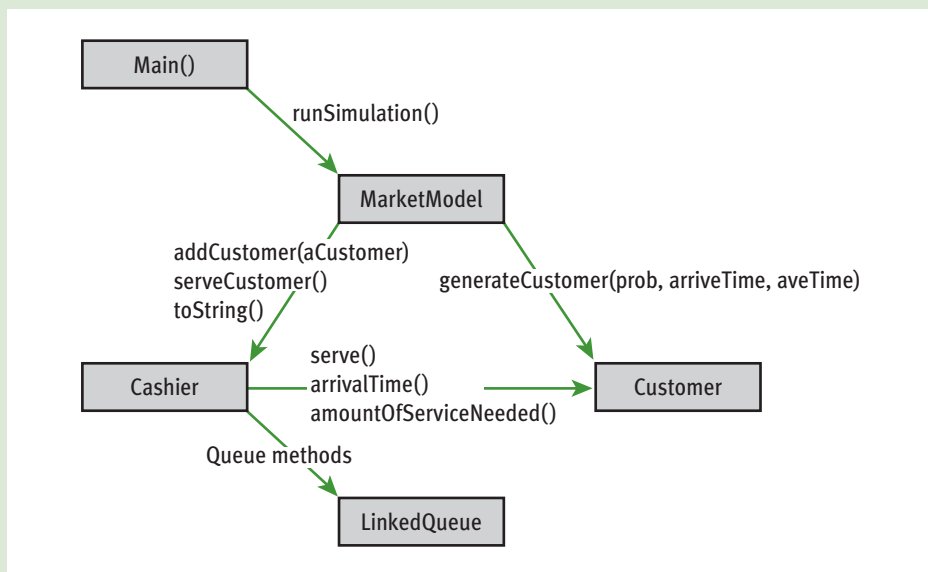 Main()
runSimulation()
MarketModel
addCustomer(aCustomer)
serveCustomer()
toString()
generateCustomer(prob, arriveTime, aveTime)
Cashier
serve()
arrivalTime()
amountOfServiceNeeded()
Customer
Queue methods
LinkedQueue